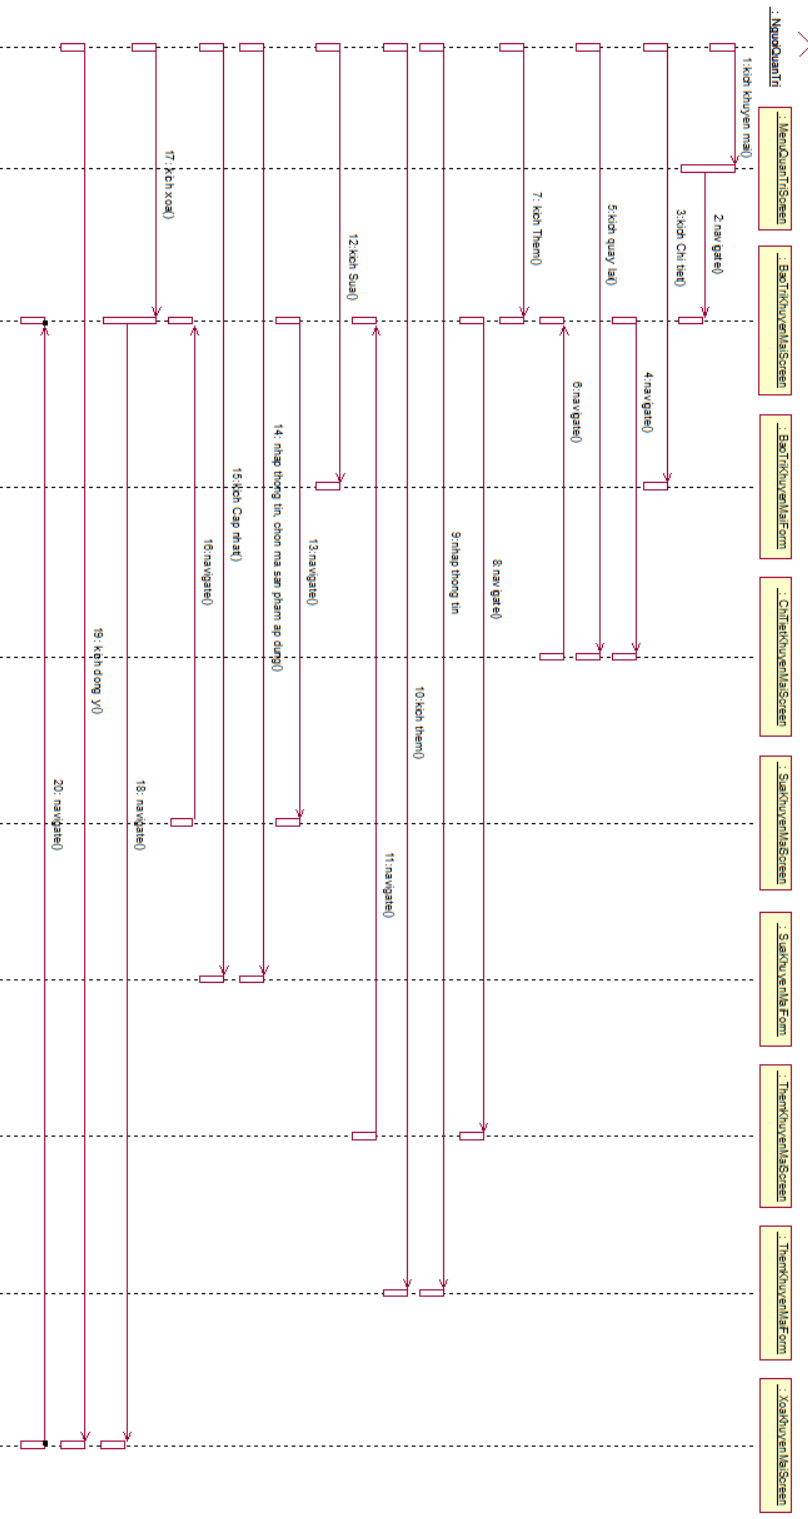 : NguoiQuanTri
: MenuQuanTriScreen
: BaoTriKhuyenMaiScreen
: BaoTriKhuyenMaiForm
: ChiTietKhuyenMaiScreen
: SuaKhuyenMaiScreen
: SuaKhuyenMaiForm
: ThemKhuyenMaiScreen
: ThemKhuyenMaiForm
: XoaKhuyenMaiScreen
1:kich khuyen mai()
2:navigate()
3:kich Chi tiet()
4:navigate()
5:kich quay lai()
6:navigate()
7: kich Them()
8:navigate()
9:nhap thong tin
10:kich them()
11:navigate()
12:kich Sua()
13:navigate()
14: nhap thong tin, chon ma san pham ap dung()
15:kich Cap nhat()
16:navigate()
17: kich xoa()
18: navigate()
19: kich dong y()
20: navigate()